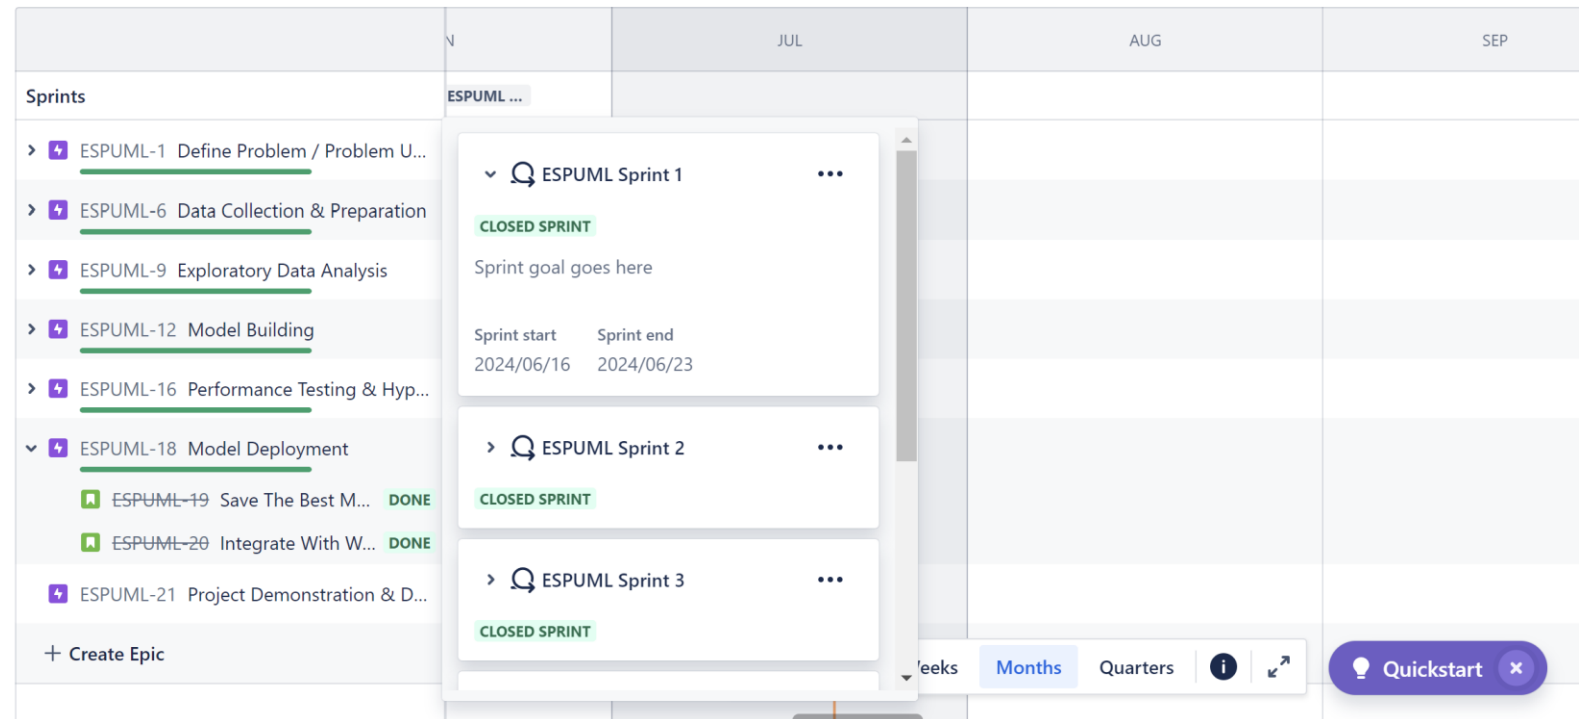 N JUL AUG SEP
Sprints
ESPUML ...
ESPUML-1 Define Problem / Problem U...
ESPUML-6 Data Collection & Preparation
ESPUML-9 Exploratory Data Analysis
ESPUML-12 Model Building
ESPUML-16 Performance Testing & Hyp...
ESPUML-18 Model Deployment
ESPUML-19 Save The Best M... DONE
ESPUML-20 Integrate With W... DONE
ESPUML-21 Project Demonstration & D...
+ Create Epic
ESPUML Sprint 1
CLOSED SPRINT
Sprint goal goes here
Sprint start Sprint end
2024/06/16 2024/06/23
ESPUML Sprint 2
CLOSED SPRINT
ESPUML Sprint 3
CLOSED SPRINT
eeks Months Quarters
Quickstart